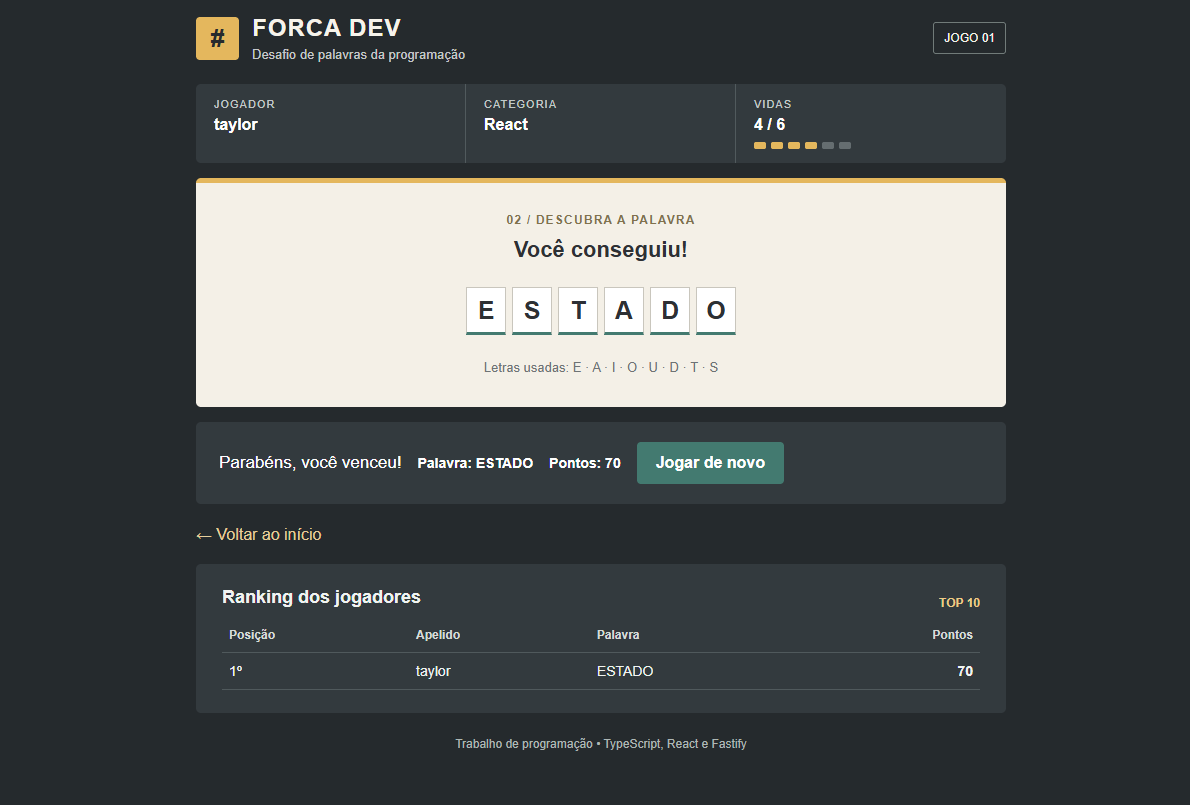 #
FORCA DEV
Desafio de palavras da programação
JOGO 01
JOGADOR
taylor
CATEGORIA
React
VIDAS
4 / 6
02 / DESCUBRA A PALAVRA
Você conseguiu!
E S T A D O
Letras usadas: E · A · I · O · U · D · T · S
Parabéns, você venceu! Palavra: ESTADO Pontos: 70 Jogar de novo
← Voltar ao início
Ranking dos jogadores
TOP 10
Posição Apelido Palavra Pontos
1º taylor ESTADO 70
Trabalho de programação • TypeScript, React e Fastify